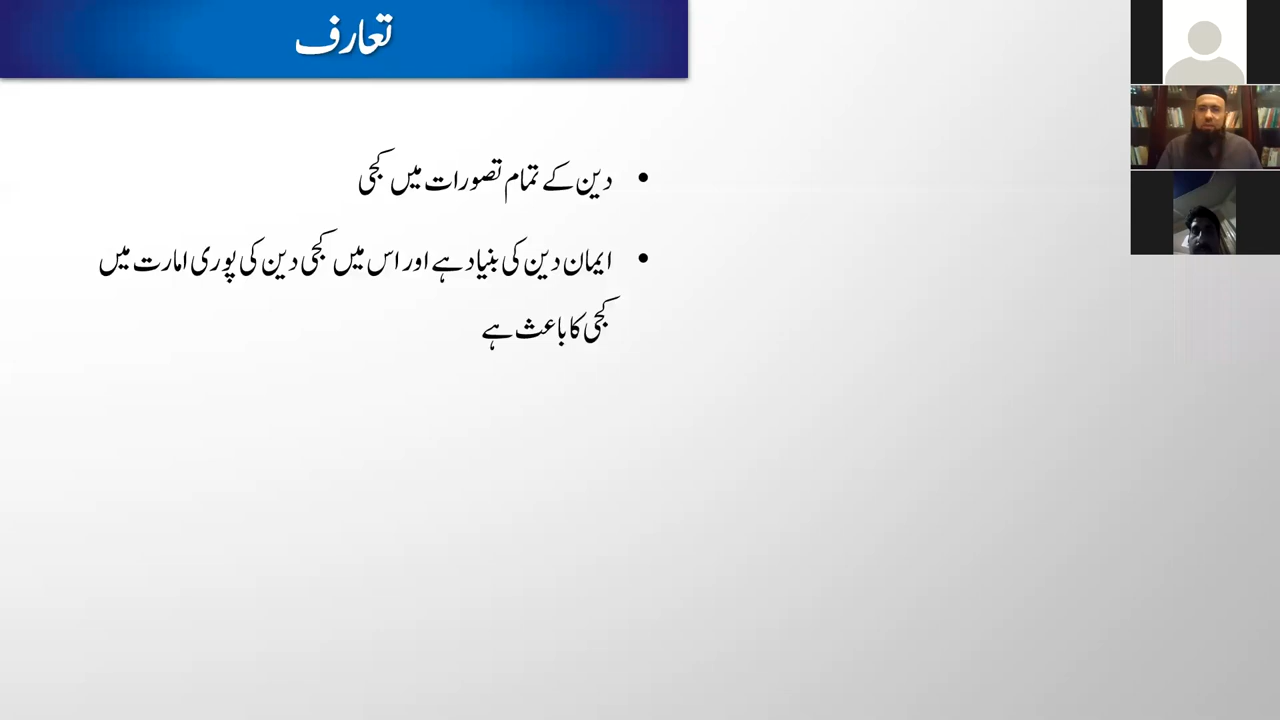 تعارف
• دین کے تمام تصورات میں کجی
• ایمان دین کی بنیاد ہے اور اس میں کجی دین کی پوری امارت میں
کجی کا باعث ہے